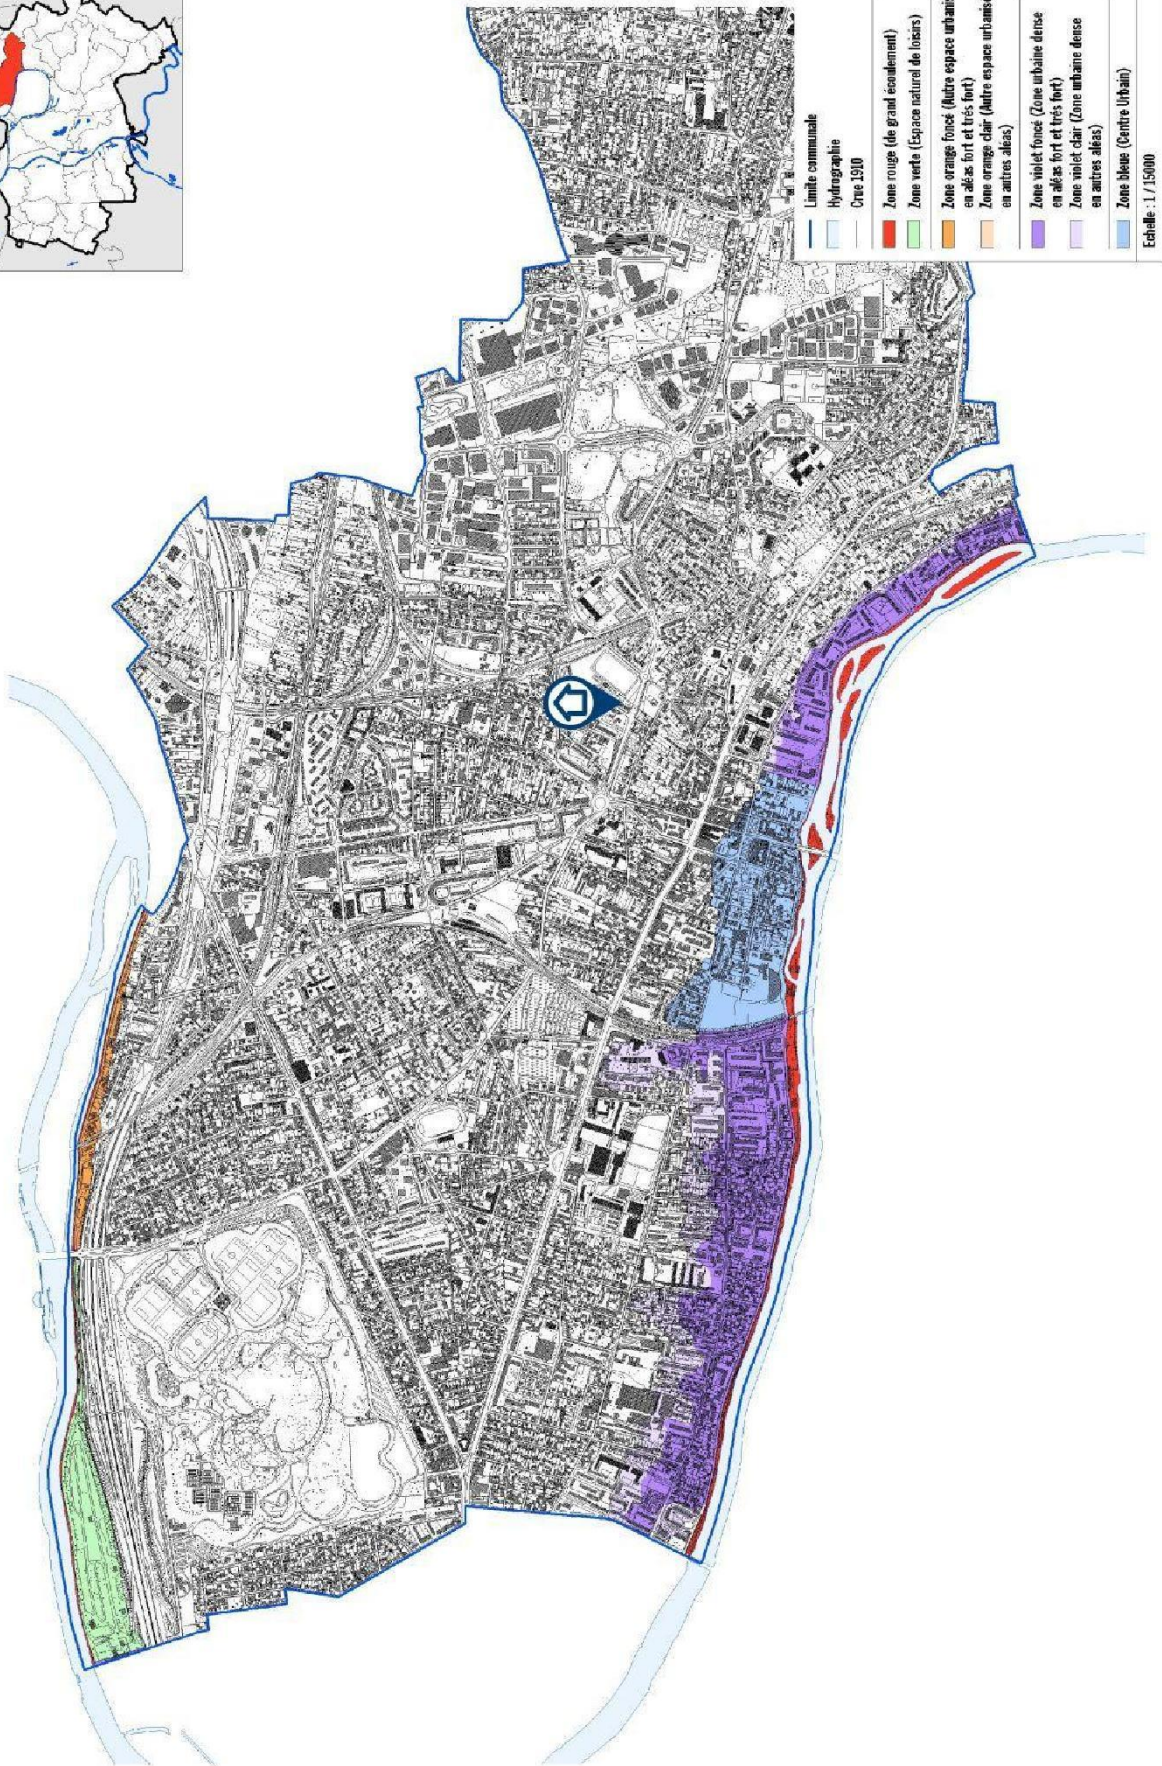 Limite communale
Hydrographie
Crue 1910
Zone rouge (de grand écoulement)
Zone verte (Espace naturel de loisirs)
Zone orange foncé (Autre espace
en aléas fort et très fort)
Zone orange clair (Autre espace
en autres aléas)
Zone violet foncé (Zone urbaine dense
en aléas fort et très fort)
Zone violet clair (Zone urbaine dense
en autres aléas)
Zone bleue (Centre Urbain)
Echelle : 1 / 15000